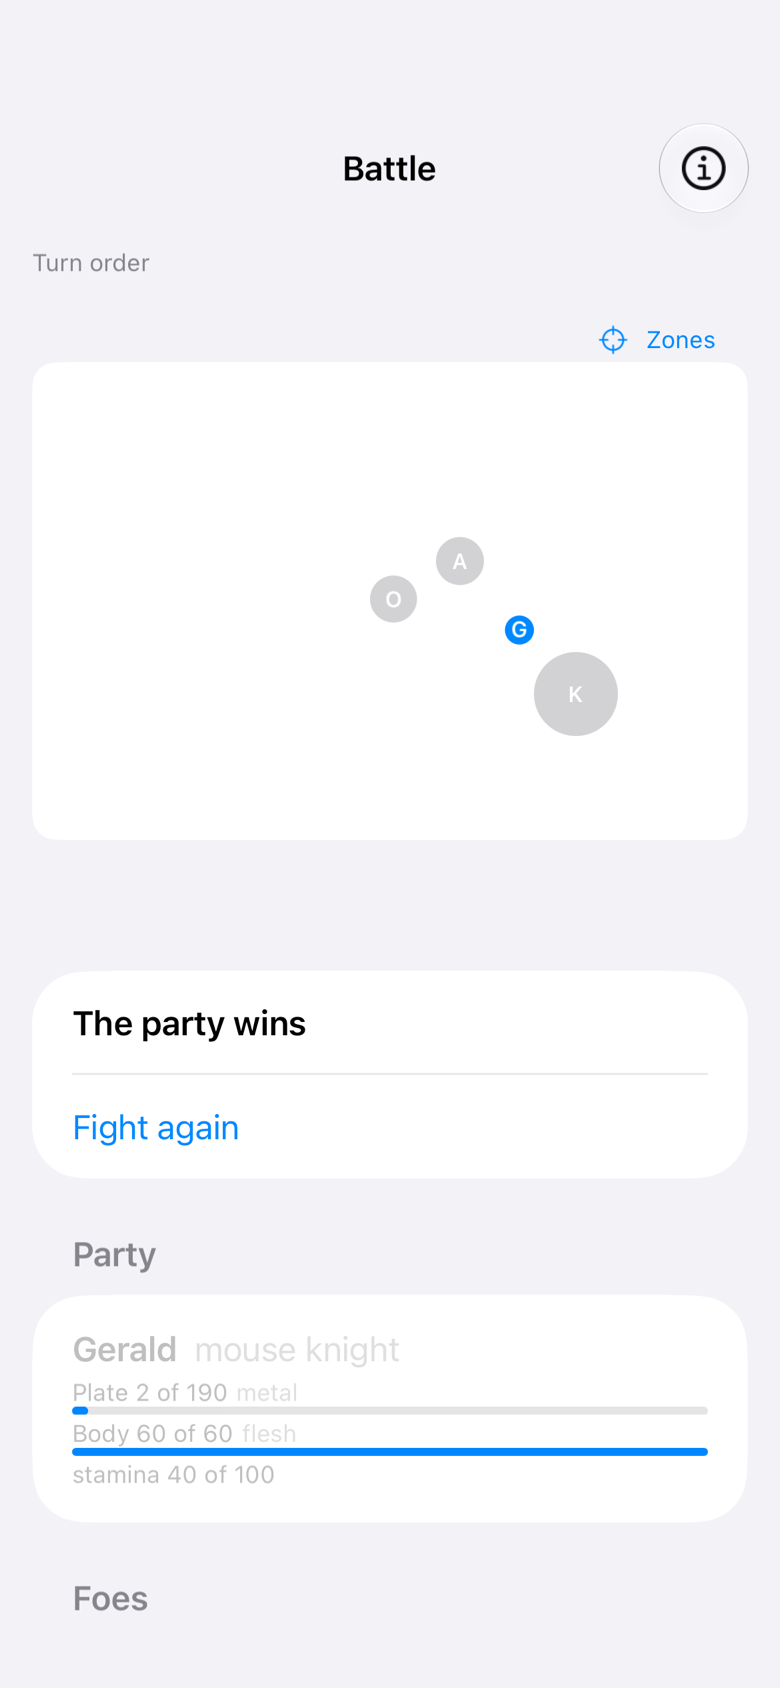 Battle
Turn order
Zones
A
O
G
K
The party wins
Fight again
Party
Gerald mouse knight
Plate 2 of 190 metal
Body 60 of 60 flesh
stamina 40 of 100
Foes